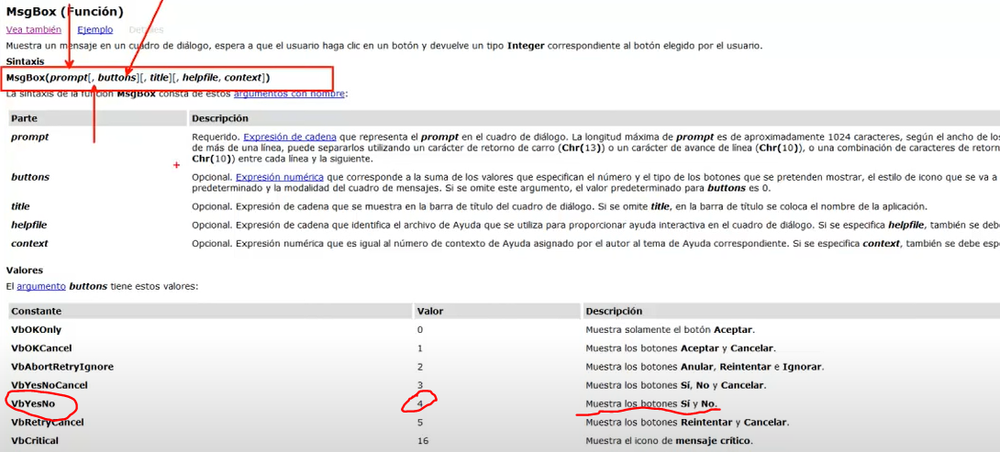 MsgBox (Función)
Vea también Ejemplo Detalles
Muestra un mensaje en un cuadro de diálogo, espera a que el usuario haga clic en un botón y devuelve un tipo Integer correspondiente al botón elegido por el usuario.
Sintaxis
MsgBox(prompt[, buttons][, title][, helpfile, context])
La sintaxis de la función MsgBox consta de estos argumentos con nombre:
Parte Descripción
prompt Requerido. Expresión de cadena que representa el prompt en el cuadro de diálogo. La longitud máxima de prompt es de aproximadamente 1024 caracteres, según el ancho de los
de más de una línea, puede separarlos utilizando un carácter de retorno de carro (Chr(13)) o un carácter de avance de línea (Chr(10)), o una combinación de caracteres de retorn
Chr(10)) entre cada línea y la siguiente.
buttons Opcional. Expresión numérica que corresponde a la suma de los valores que especifican el número y el tipo de los botones que se pretenden mostrar, el estilo de icono que se va a
predeterminado y la modalidad del cuadro de mensajes. Si se omite este argumento, el valor predeterminado para buttons es 0.
title Opcional. Expresión de cadena que se muestra en la barra de título del cuadro de diálogo. Si se omite title, en la barra de título se coloca el nombre de la aplicación.
helpfile Opcional. Expresión de cadena que identifica el archivo de Ayuda que se utiliza para proporcionar ayuda interactiva en el cuadro de diálogo. Si se especifica helpfile, también se debe
context Opcional. Expresión numérica que es igual al número de contexto de Ayuda asignado por el autor al tema de Ayuda correspondiente. Si se especifica context, también se debe espe
Valores
El argumento buttons tiene estos valores:
Constante Valor Descripción
VbOKOnly 0 Muestra solamente el botón Aceptar.
VbOKCancel 1 Muestra los botones Aceptar y Cancelar.
VbAbortRetryIgnore 2 Muestra los botones Anular, Reintentar e Ignorar.
VbYesNoCancel 3 Muestra los botones Sí, No y Cancelar.
VbYesNo 4 Muestra los botones Sí y No.
VbRetryCancel 5 Muestra los botones Reintentar y Cancelar.
VbCritical 16 Muestra el icono de mensaje crítico.